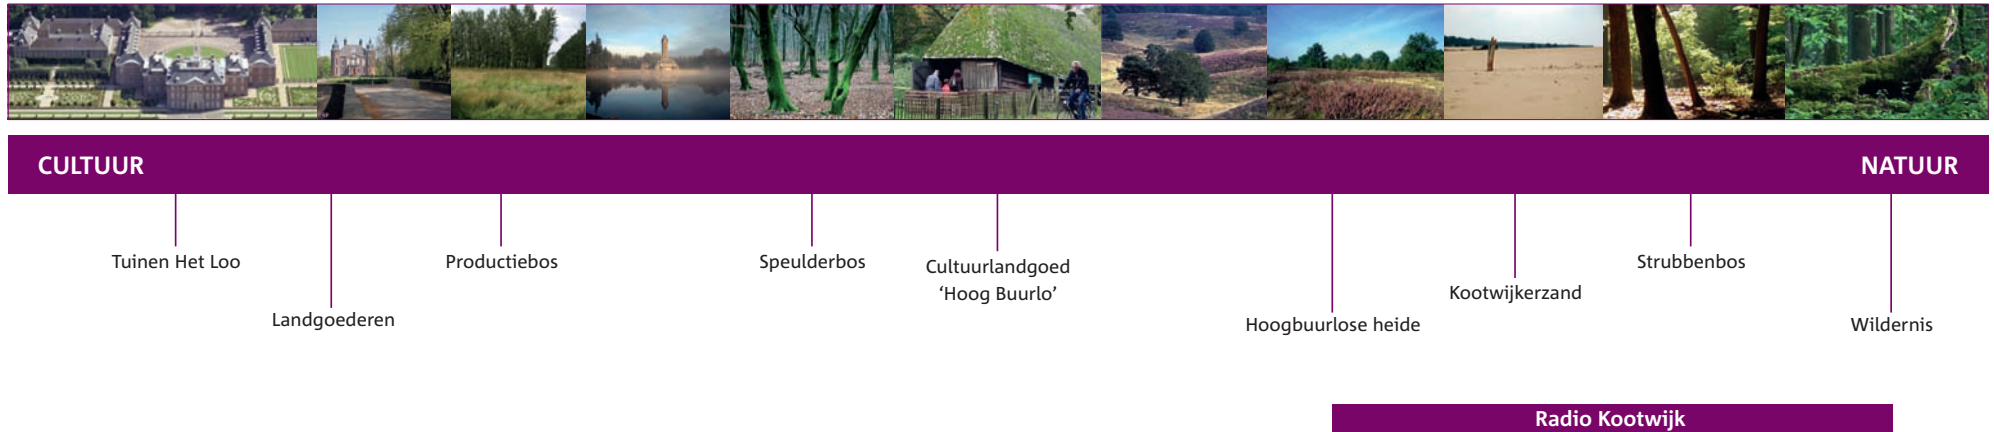 CULTUUR
NATUUR
Tuinen Het Loo
Landgoederen
Productiebos
Speulderbos
Cultuurlandgoed
‘Hoog Buurlo’
Hoogbuurlose heide
Kootwijkerzand
Strubbenbos
Wildernis
Radio Kootwijk